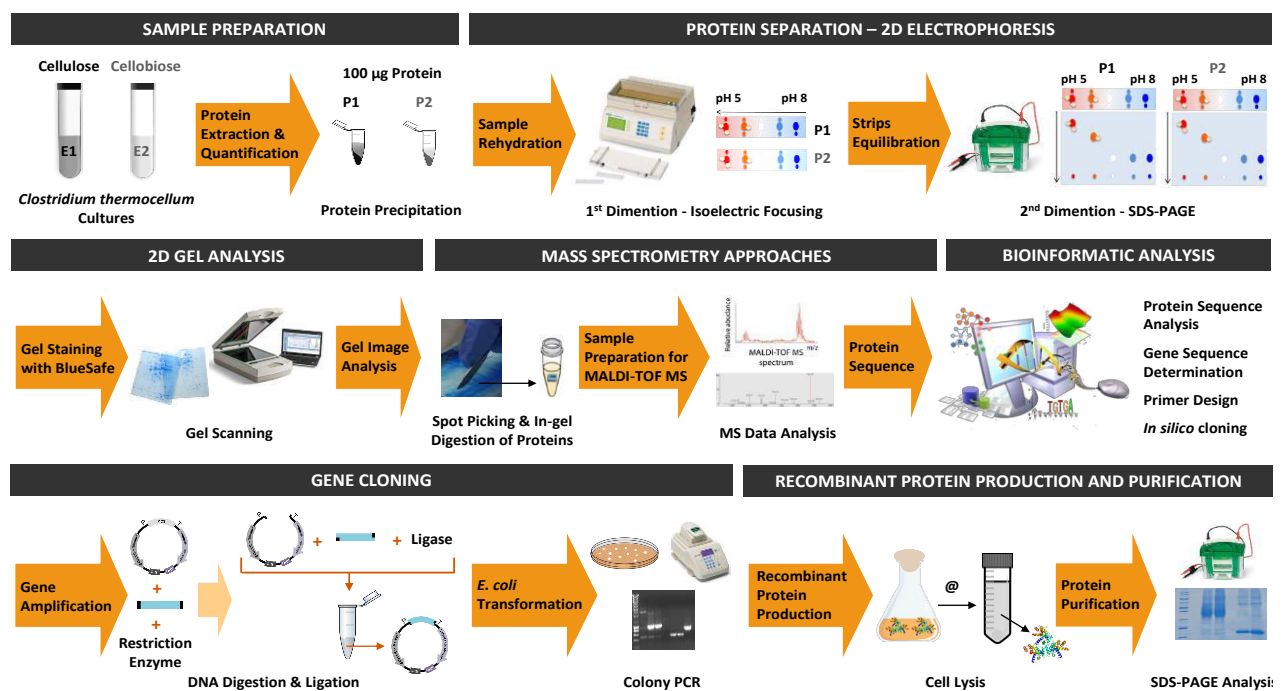 SAMPLE PREPARATION
PROTEIN SEPARATION – 2D ELECTROPHORESIS
Cellulose Cellobiose
E1 E2
Clostridium thermocellum
Cultures
Protein
Extraction &
Quantification
100 µg Protein
P1 P2
Protein Precipitation
Sample
Rehydration
pH 5 pH 8
P1
P2
1st Dimention - Isoelectric Focusing
Strips
Equilibration
P1 P2
pH 5 pH 8 pH 5 pH 8
2nd Dimention - SDS-PAGE
2D GEL ANALYSIS
MASS SPECTROMETRY APPROACHES
BIOINFORMATIC ANALYSIS
Gel Staining
with BlueSafe
Gel Scanning
Gel Image
Analysis
Spot Picking & In-gel
Digestion of Proteins
Sample
Preparation for
MALDI-TOF MS
Relative abutance
m/z
MALDI-TOF MS
spectrum
MS Data Analysis
Protein
Sequence
TGTGA
Protein Sequence
Analysis
Gene Sequence
Determination
Primer Design
In silico cloning
GENE CLONING
RECOMBINANT PROTEIN PRODUCTION AND PURIFICATION
Gene
Amplification
+
+
Restriction
Enzyme
+ + Ligase
DNA Digestion & Ligation
E. coli
Transformation
Colony PCR
Recombinant
Protein
Production
@
Cell Lysis
Protein
Purification
SDS-PAGE Analysis